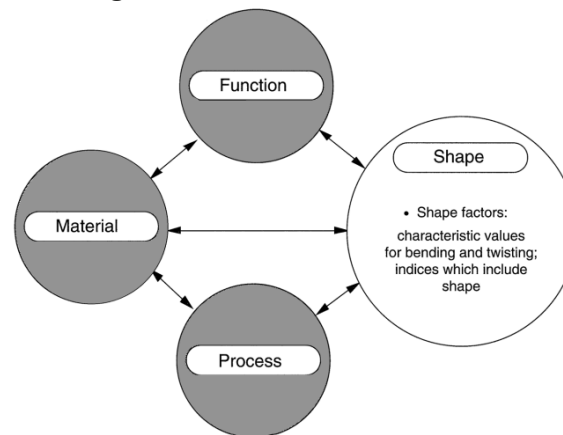 Function
Shape
• Shape factors:
characteristic values
for bending and twisting;
indices which include
shape
Material
Process